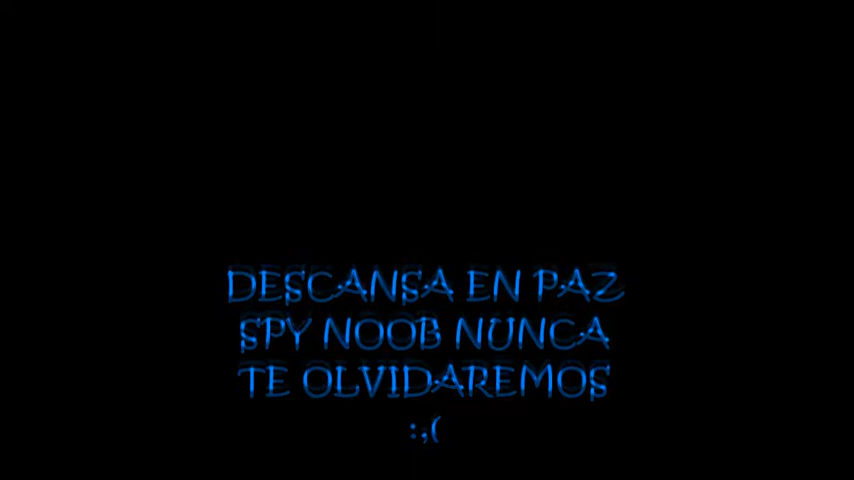 DESCANSA EN PAZ
SPY NOOB NUNCA
TE OLVIDAREMOS
:,(